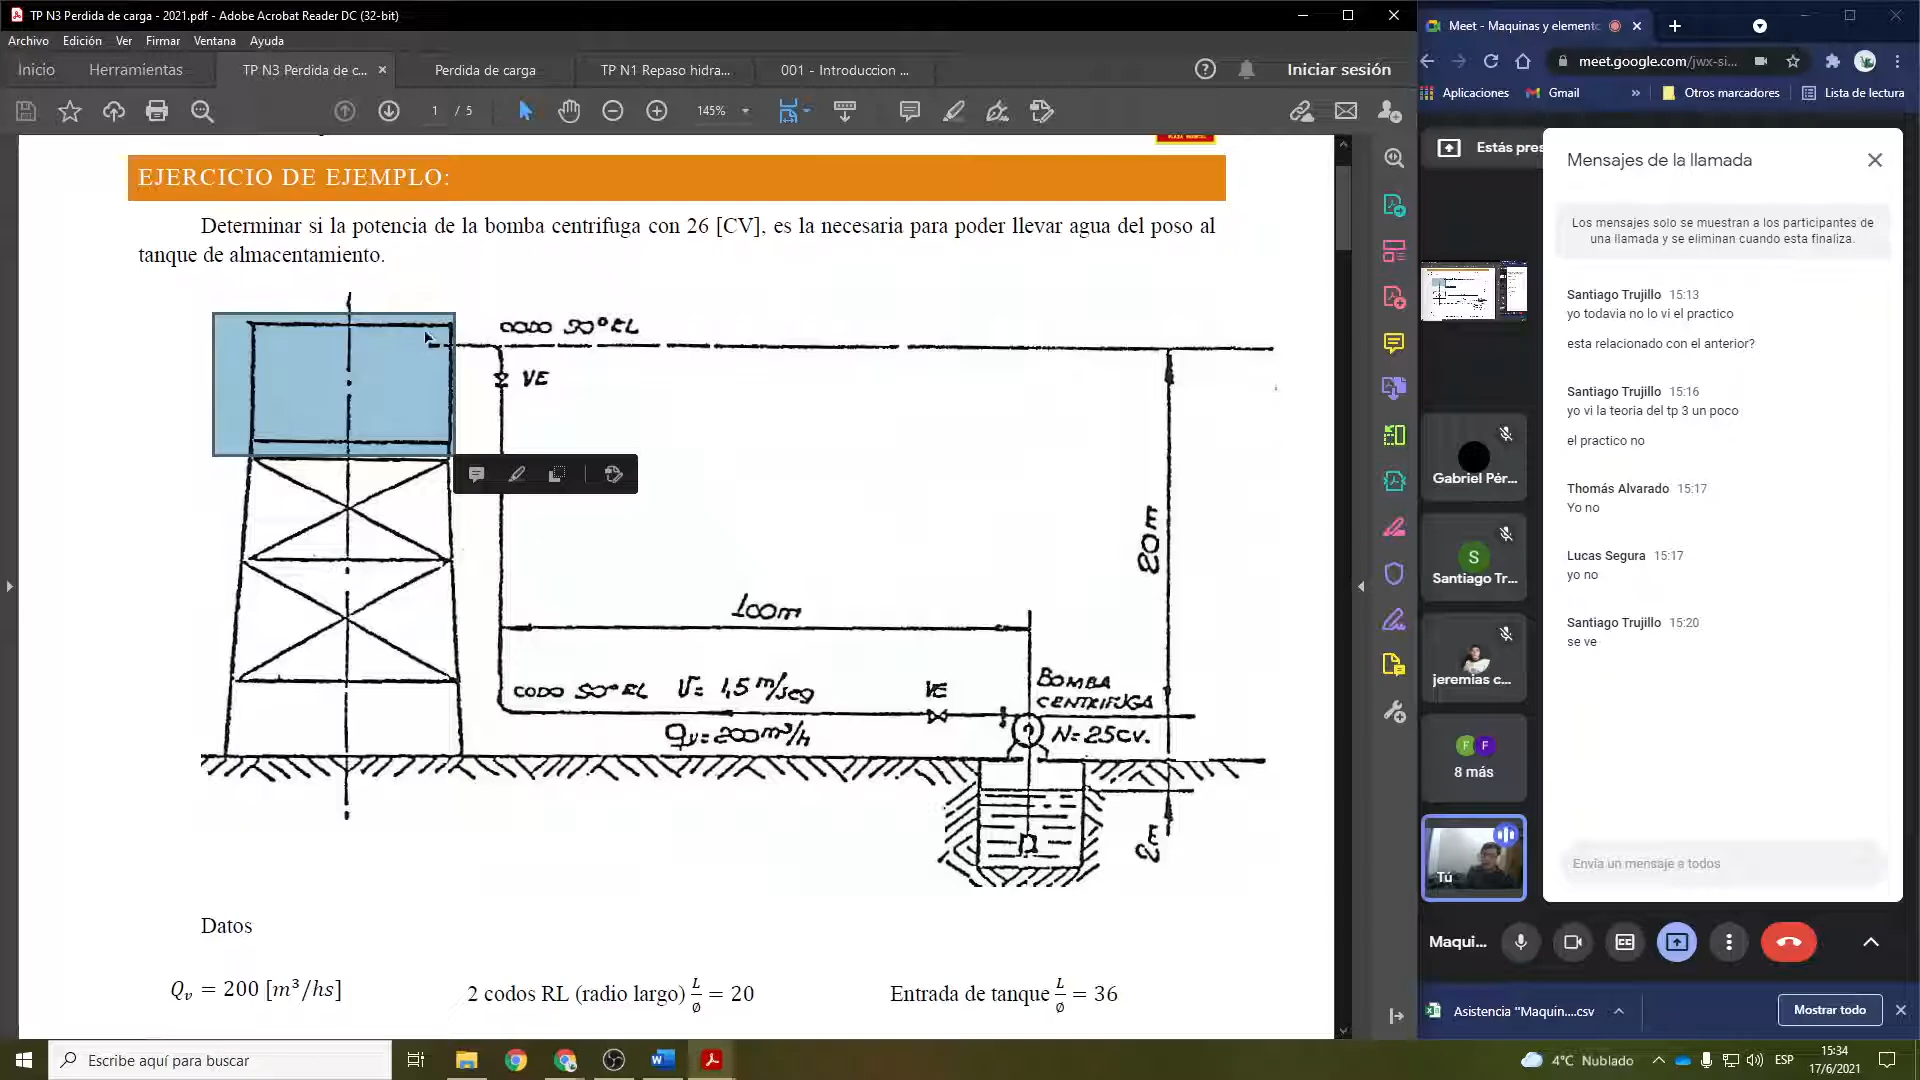 TP N3 Perdida de carga - 2021.pdf - Adobe Acrobat Reader DC (32-bit)
Archivo Edición Ver Firmar Ventana Ayuda
Inicio Herramientas TP N3 Perdida de c... Perdida de carga TP N1 Repaso hidra... 001 - Introduccion ... Iniciar sesión
1 / 5 145%
EJERCICIO DE EJEMPLO:
Determinar si la potencia de la bomba centrifuga con 26 [CV], es la necesaria para poder llevar agua del poso al
tanque de almacentamiento.
CODO 90° RL
VE
20m
100m
CODO 90° RL V= 1,5 m/seg VE
BOMBA
CENTRIFUGA
Qv=200m³/h
N=25CV.
2m
Datos
Qv = 200 [m³/hs] 2 codos RL (radio largo) L/ø = 20 Entrada de tanque L/ø = 36
Meet - Maquinas y element
meet.google.com/jwx-si...
Aplicaciones Gmail » Otros marcadores Lista de lectura
Estás pres
Mensajes de la llamada
Los mensajes solo se muestran a los participantes de
una llamada y se eliminan cuando esta finaliza.
Santiago Trujillo 15:13
yo todavia no lo vi el practico
esta relacionado con el anterior?
Santiago Trujillo 15:16
yo vi la teoria del tp 3 un poco
el practico no
Thomás Alvarado 15:17
Yo no
Lucas Segura 15:17
yo no
Santiago Trujillo 15:20
se ve
Gabriel Pér...
S
Santiago Tr...
jeremias c...
F F
8 más
Tú
Envía un mensaje a todos
Maqui...
Asistencia "Maquín....csv Mostrar todo
Escribe aquí para buscar
4°C Nublado ESP 15:34
17/6/2021